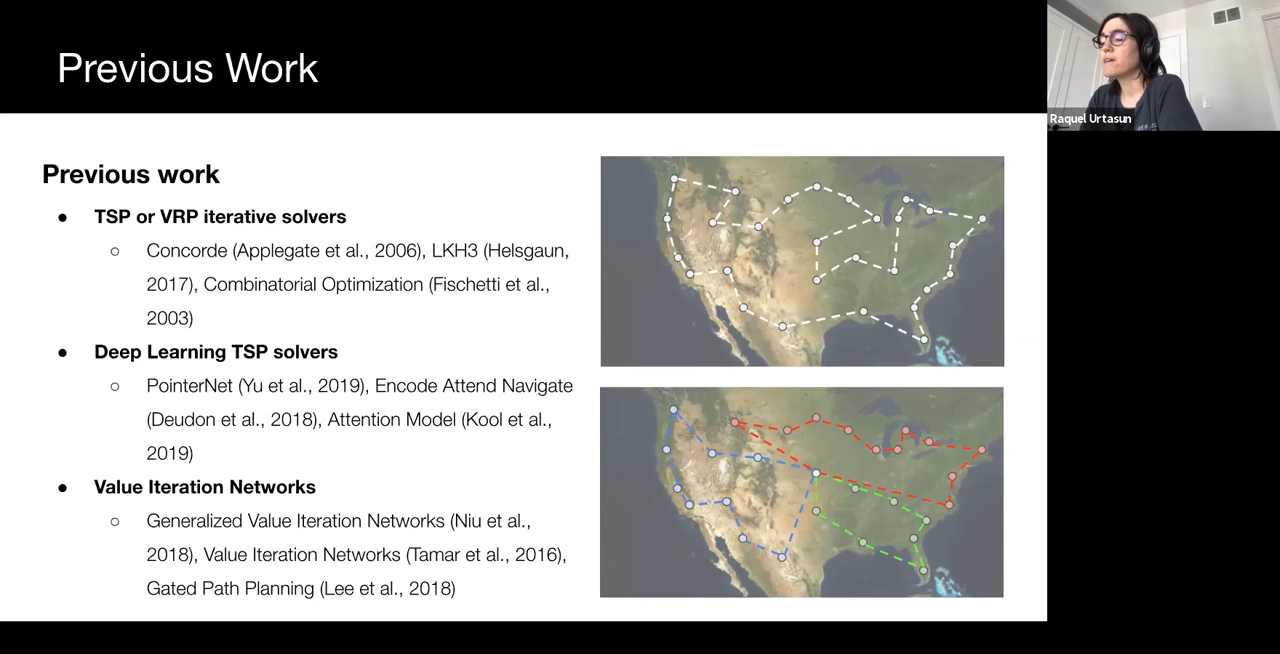 Previous Work
Raquel Urtasun
Previous work
● TSP or VRP iterative solvers
○ Concorde (Applegate et al., 2006), LKH3 (Helsgaun,
2017), Combinatorial Optimization (Fischetti et al.,
2003)
● Deep Learning TSP solvers
○ PointerNet (Yu et al., 2019), Encode Attend Navigate
(Deudon et al., 2018), Attention Model (Kool et al.,
2019)
● Value Iteration Networks
○ Generalized Value Iteration Networks (Niu et al.,
2018), Value Iteration Networks (Tamar et al., 2016),
Gated Path Planning (Lee et al., 2018)